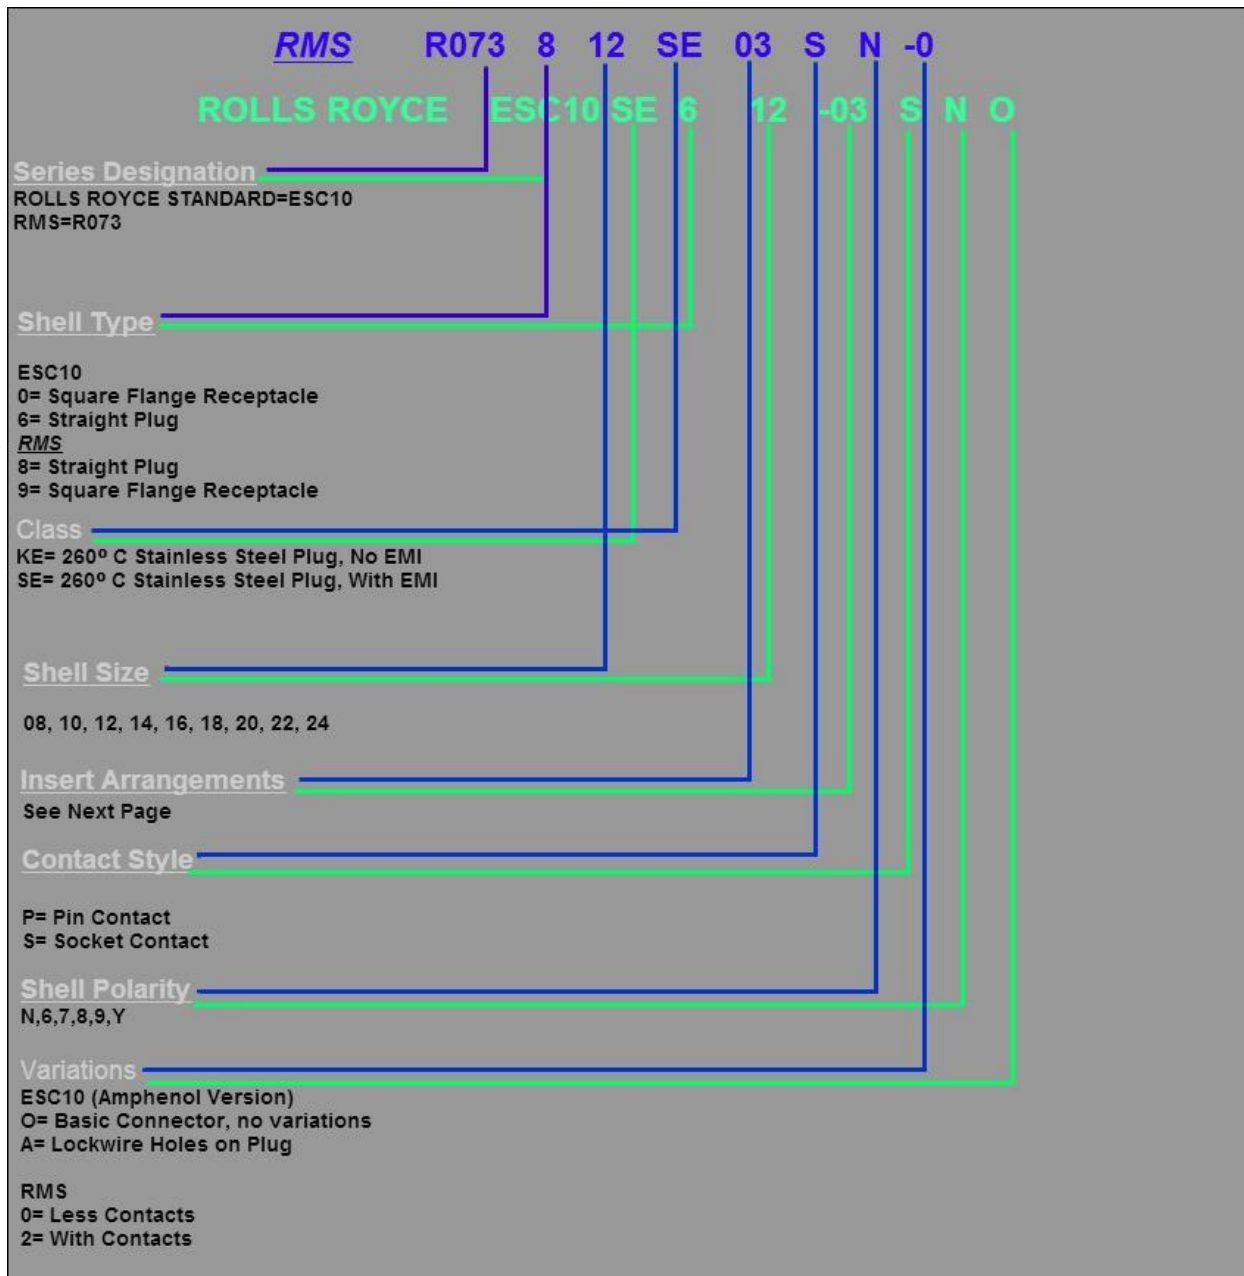 RMS R073 8 12 SE 03 S N -0
ROLLS ROYCE ESC10 SE 6 12 -03 S N O
Series Designation
ROLLS ROYCE STANDARD=ESC10
RMS=R073
Shell Type
ESC10
0= Square Flange Receptacle
6= Straight Plug
RMS
8= Straight Plug
9= Square Flange Receptacle
Class
KE= 260º C Stainless Steel Plug, No EMI
SE= 260º C Stainless Steel Plug, With EMI
Shell Size
08, 10, 12, 14, 16, 18, 20, 22, 24
Insert Arrangements
See Next Page
Contact Style
P= Pin Contact
S= Socket Contact
Shell Polarity
N,6,7,8,9,Y
Variations
ESC10 (Amphenol Version)
O= Basic Connector, no variations
A= Lockwire Holes on Plug
RMS
0= Less Contacts
2= With Contacts